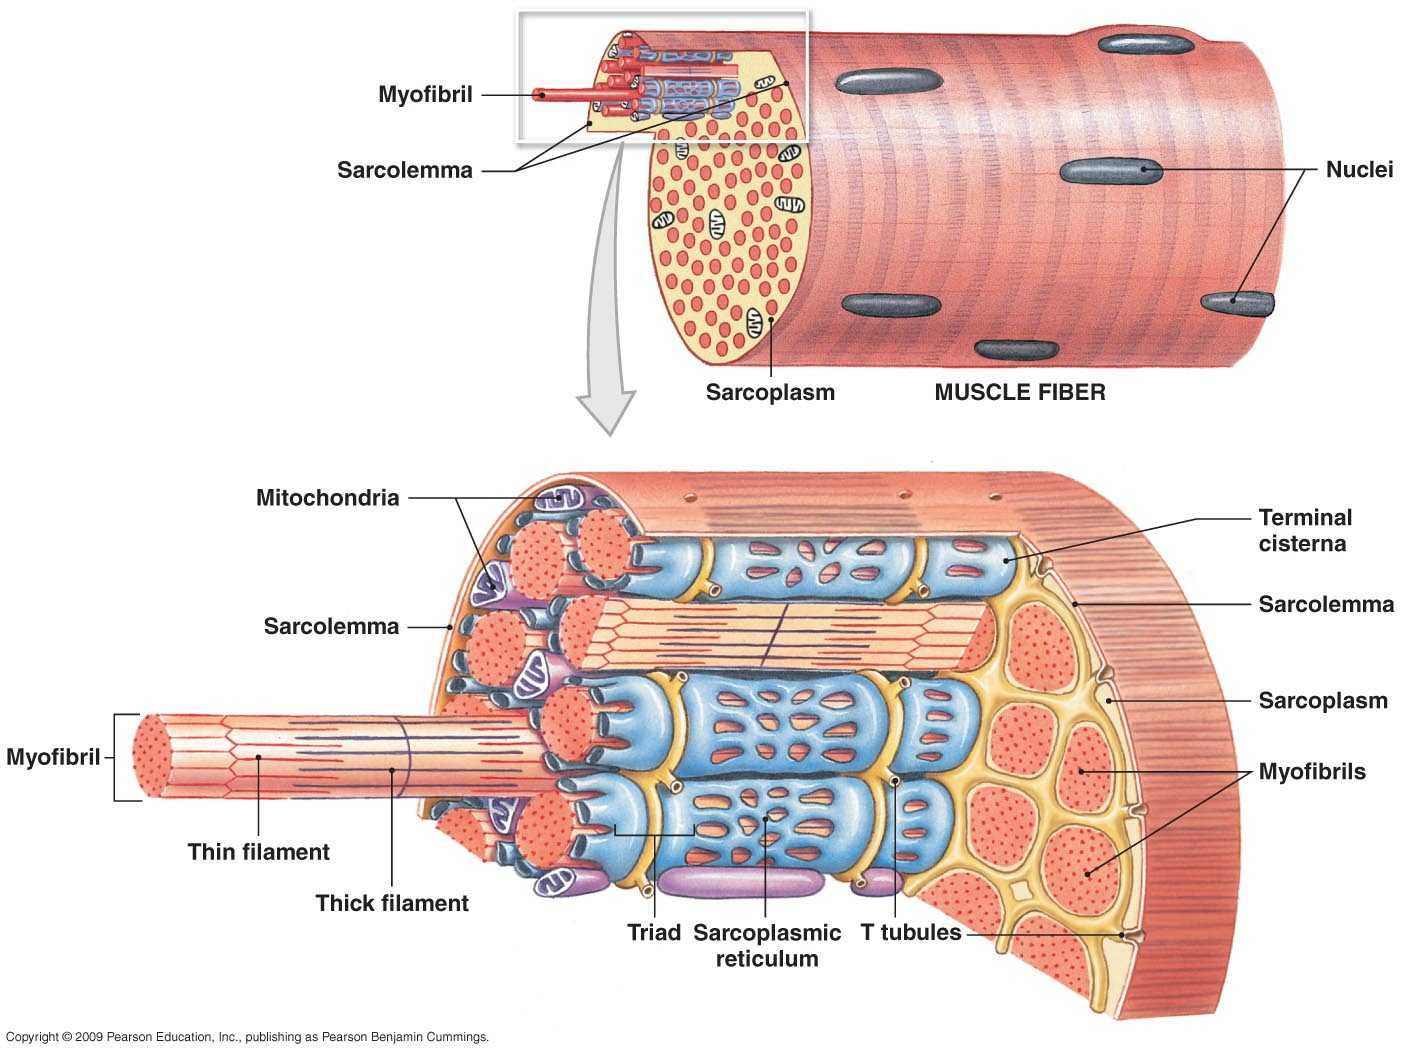 Myofibril
Sarcolemma
Nuclei
Sarcoplasm
MUSCLE FIBER
Mitochondria
Terminal
cisterna
Sarcolemma
Sarcolemma
Sarcoplasm
Myofibril
Myofibrils
Thin filament
Thick filament
Triad
Sarcoplasmic
reticulum
T tubules
Copyright © 2009 Pearson Education, Inc., publishing as Pearson Benjamin Cummings.